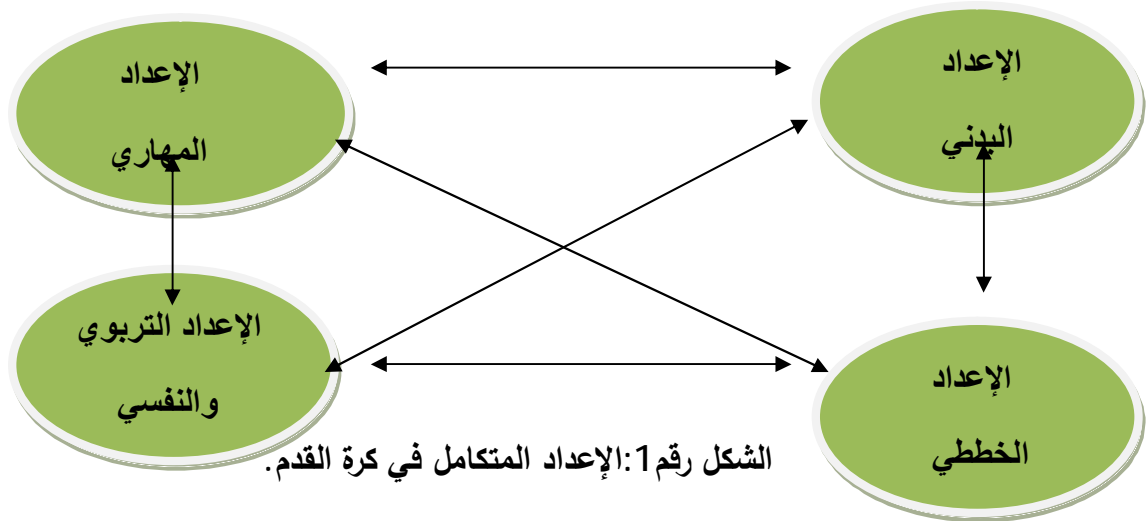 الإعداد
البدني
الإعداد
المهاري
الإعداد التربوي
والنفسي
الإعداد
الخططي
الشكل رقم1:الإعداد المتكامل في كرة القدم.